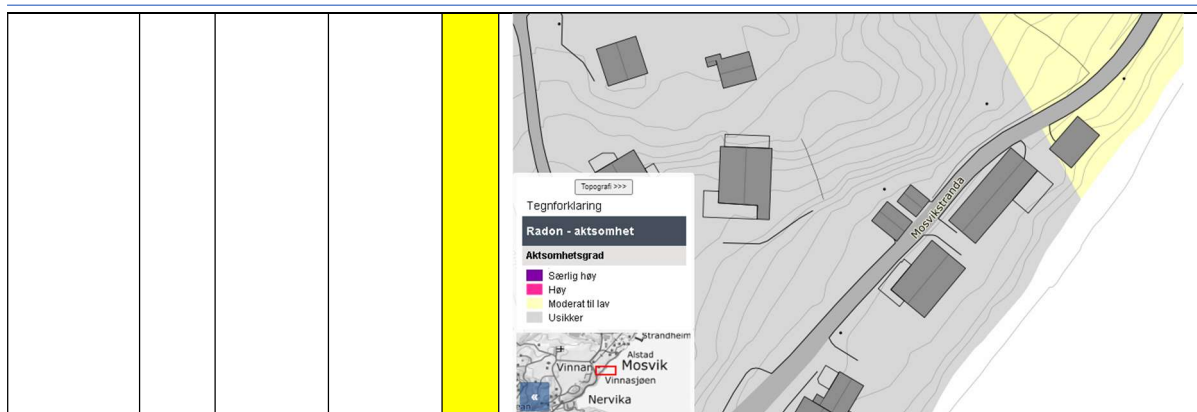 Mosvikstranda
Topografi >>>
Tegnforklaring
Radon - aktsomhet
Aktsomhetsgrad
Særlig høy
Høy
Moderat til lav
Usikker
Strandheim
Alstad
Vinnan
Mosvik
Vinnasjøen
Nervika
«